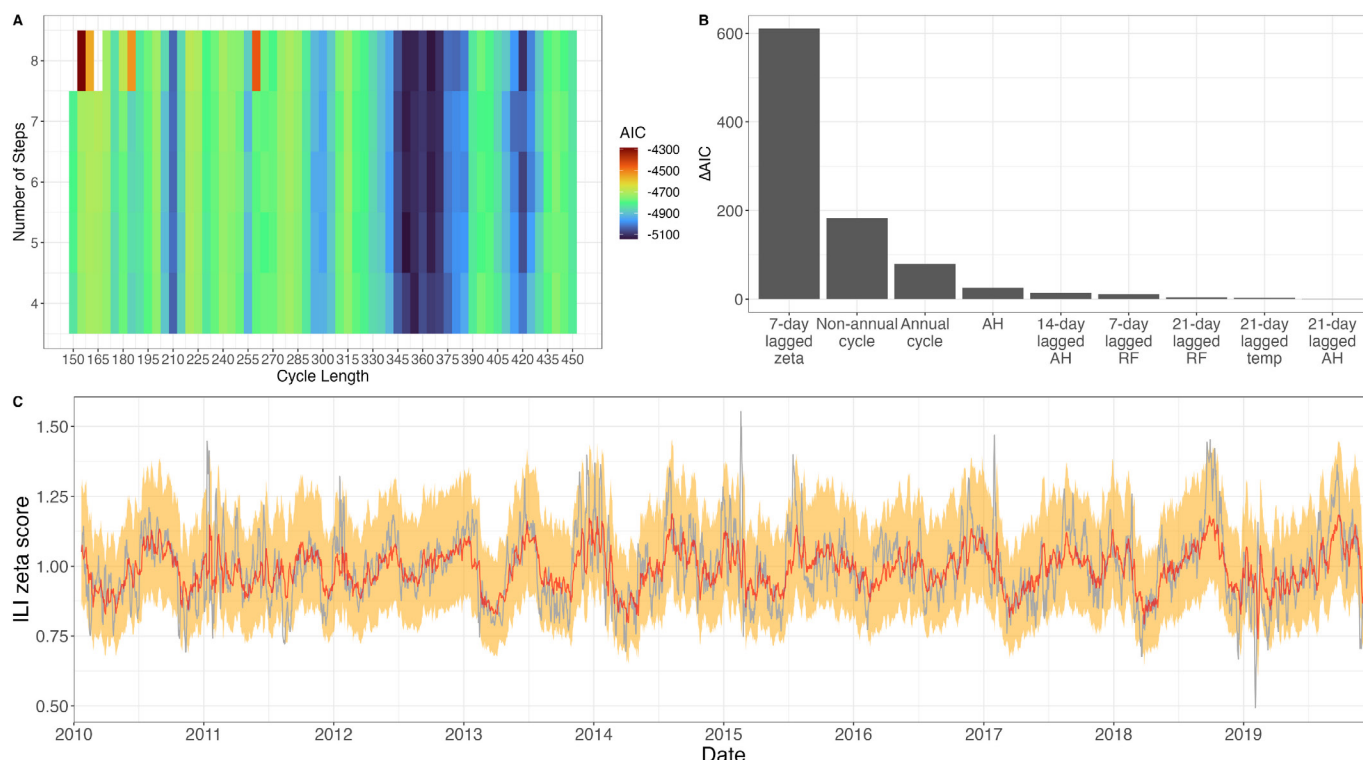 A
Number of Steps
8
7
6
5
4
150 165 180 195 210 225 240 255 270 285 300 315 330 345 360 375 390 405 420 435 450
Cycle Length
AIC
-4300
-4500
-4700
-4900
-5100
B
ΔAIC
600
400
200
0
7-day lagged zeta
Non-annual cycle
Annual cycle
AH
14-day lagged AH
7-day lagged RF
21-day lagged RF
21-day lagged temp
21-day lagged AH
C
ILI zeta score
1.50
1.25
1.00
0.75
0.50
2010 2011 2012 2013 2014 2015 2016 2017 2018 2019
Date